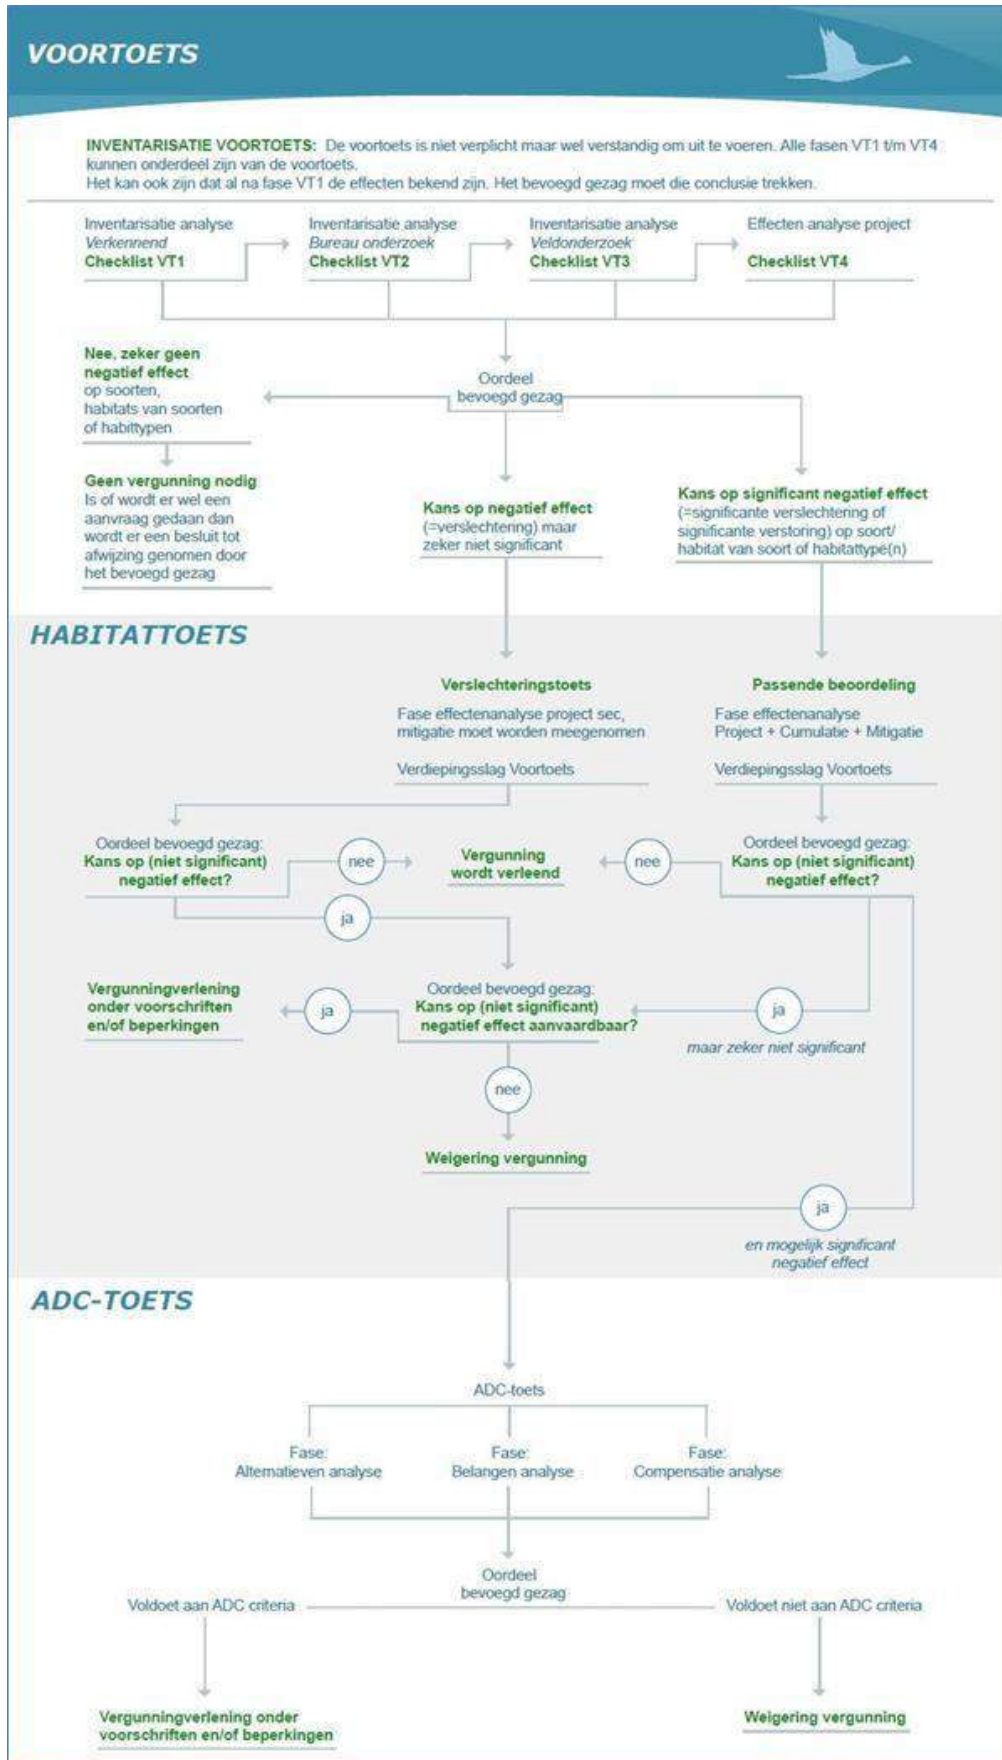 VOORTOETS
INVENTARISATIE VOORTOETS: De voortoets is niet verplicht maar wel verstandig om uit te voeren. Alle fasen VT1 t/m VT4
kunnen onderdeel zijn van de voortoets.
Het kan ook zijn dat al na fase VT1 de effecten bekend zijn. Het bevoegd gezag moet die conclusie trekken.
Inventarisatie analyse
Verkennend
Checklist VT1
Inventarisatie analyse
Bureau onderzoek
Checklist VT2
Inventarisatie analyse
Veldonderzoek
Checklist VT3
Effecten analyse project
Checklist VT4
Oordeel
bevoegd gezag
Nee, zeker geen
negatief effect
op soorten,
habitats van soorten
of habittypen
Geen vergunning nodig
Is of wordt er wel een
aanvraag gedaan dan
wordt er een besluit tot
afwijzing genomen door
het bevoegd gezag
Kans op negatief effect
(=verslechtering) maar
zeker niet significant
Kans op significant negatief effect
(=significante verslechtering of
significante verstoring) op soort/
habitat van soort of habitattype(n)
HABITATTOETS
Verslechteringstoets
Fase effectenanalyse project sec,
mitigatie moet worden meegenomen
Verdiepingsslag Voortoets
Passende beoordeling
Fase effectenanalyse
Project + Cumulatie + Mitigatie
Verdiepingsslag Voortoets
Oordeel bevoegd gezag:
Kans op (niet significant)
negatief effect?
nee
Vergunning
wordt verleend
nee
Oordeel bevoegd gezag:
Kans op (niet significant)
negatief effect?
ja
Vergunningverlening
onder voorschriften
en/of beperkingen
ja
Oordeel bevoegd gezag:
Kans op (niet significant)
negatief effect aanvaardbaar?
ja
maar zeker niet significant
nee
Weigering vergunning
ja
en mogelijk significant
negatief effect
ADC-TOETS
ADC-toets
Fase:
Alternatieven analyse
Fase:
Belangen analyse
Fase:
Compensatie analyse
Oordeel
bevoegd gezag
Voldoet aan ADC criteria
Voldoet niet aan ADC criteria
Vergunningverlening onder
voorschriften en/of beperkingen
Weigering vergunning